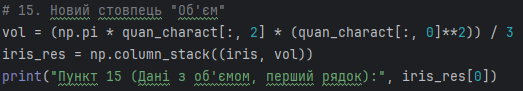 # 15. Новий стовпець "Об'єм"
vol = (np.pi * quan_charact[:, 2] * (quan_charact[:, 0]**2)) / 3
iris_res = np.column_stack((iris, vol))
print("Пункт 15 (Дані з об'ємом, перший рядок):", iris_res[0])